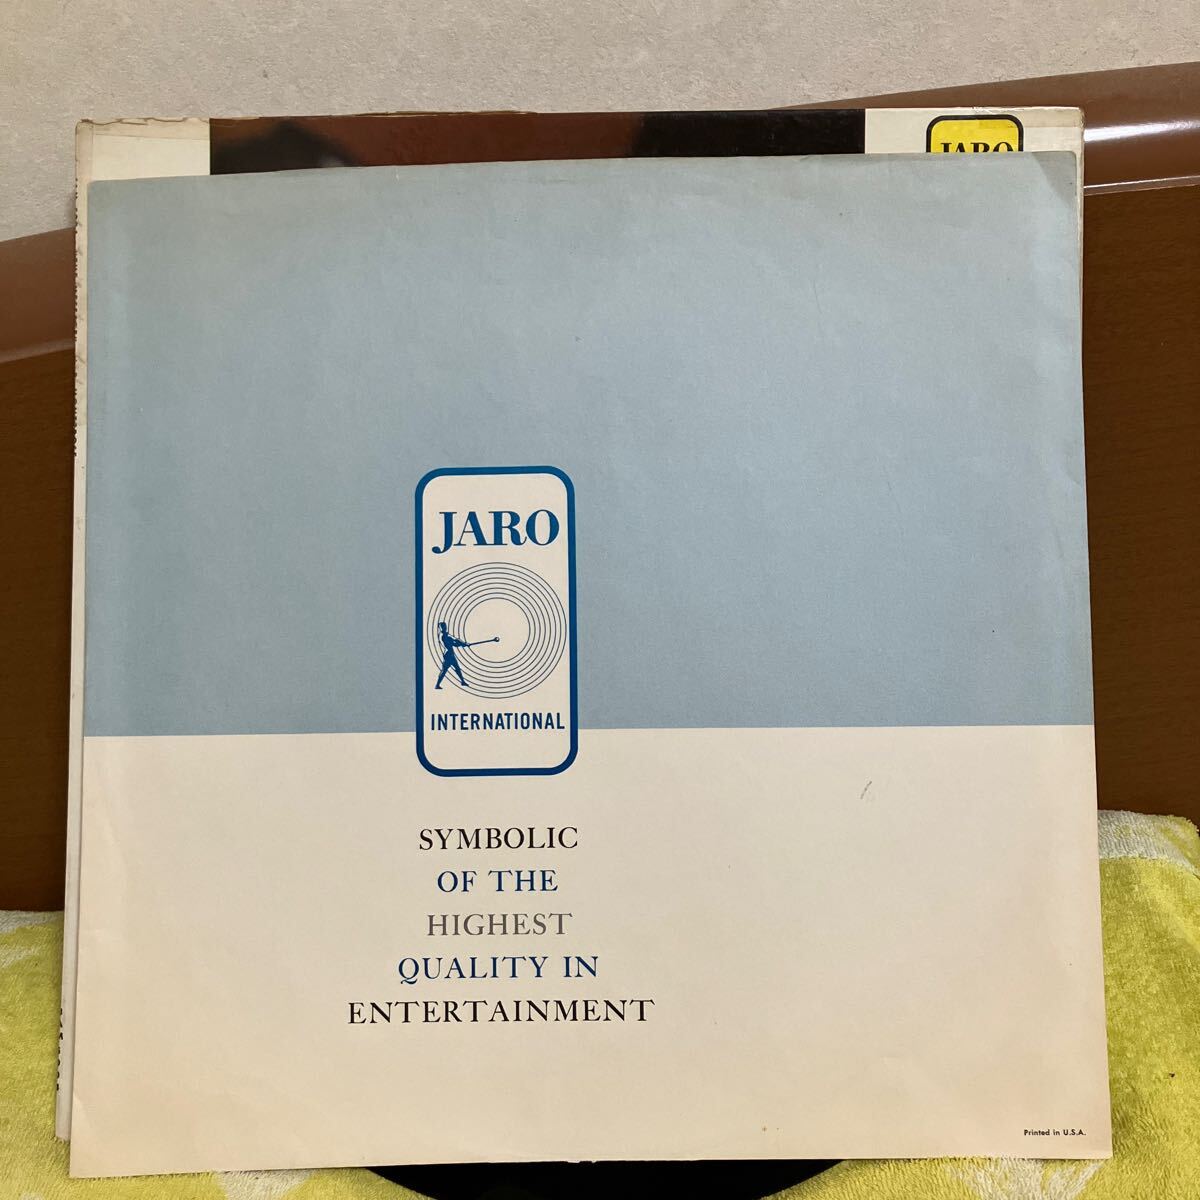 JARO
JARO
INTERNATIONAL
SYMBOLIC
OF THE
HIGHEST
QUALITY IN
ENTERTAINMENT
Printed in U.S.A.